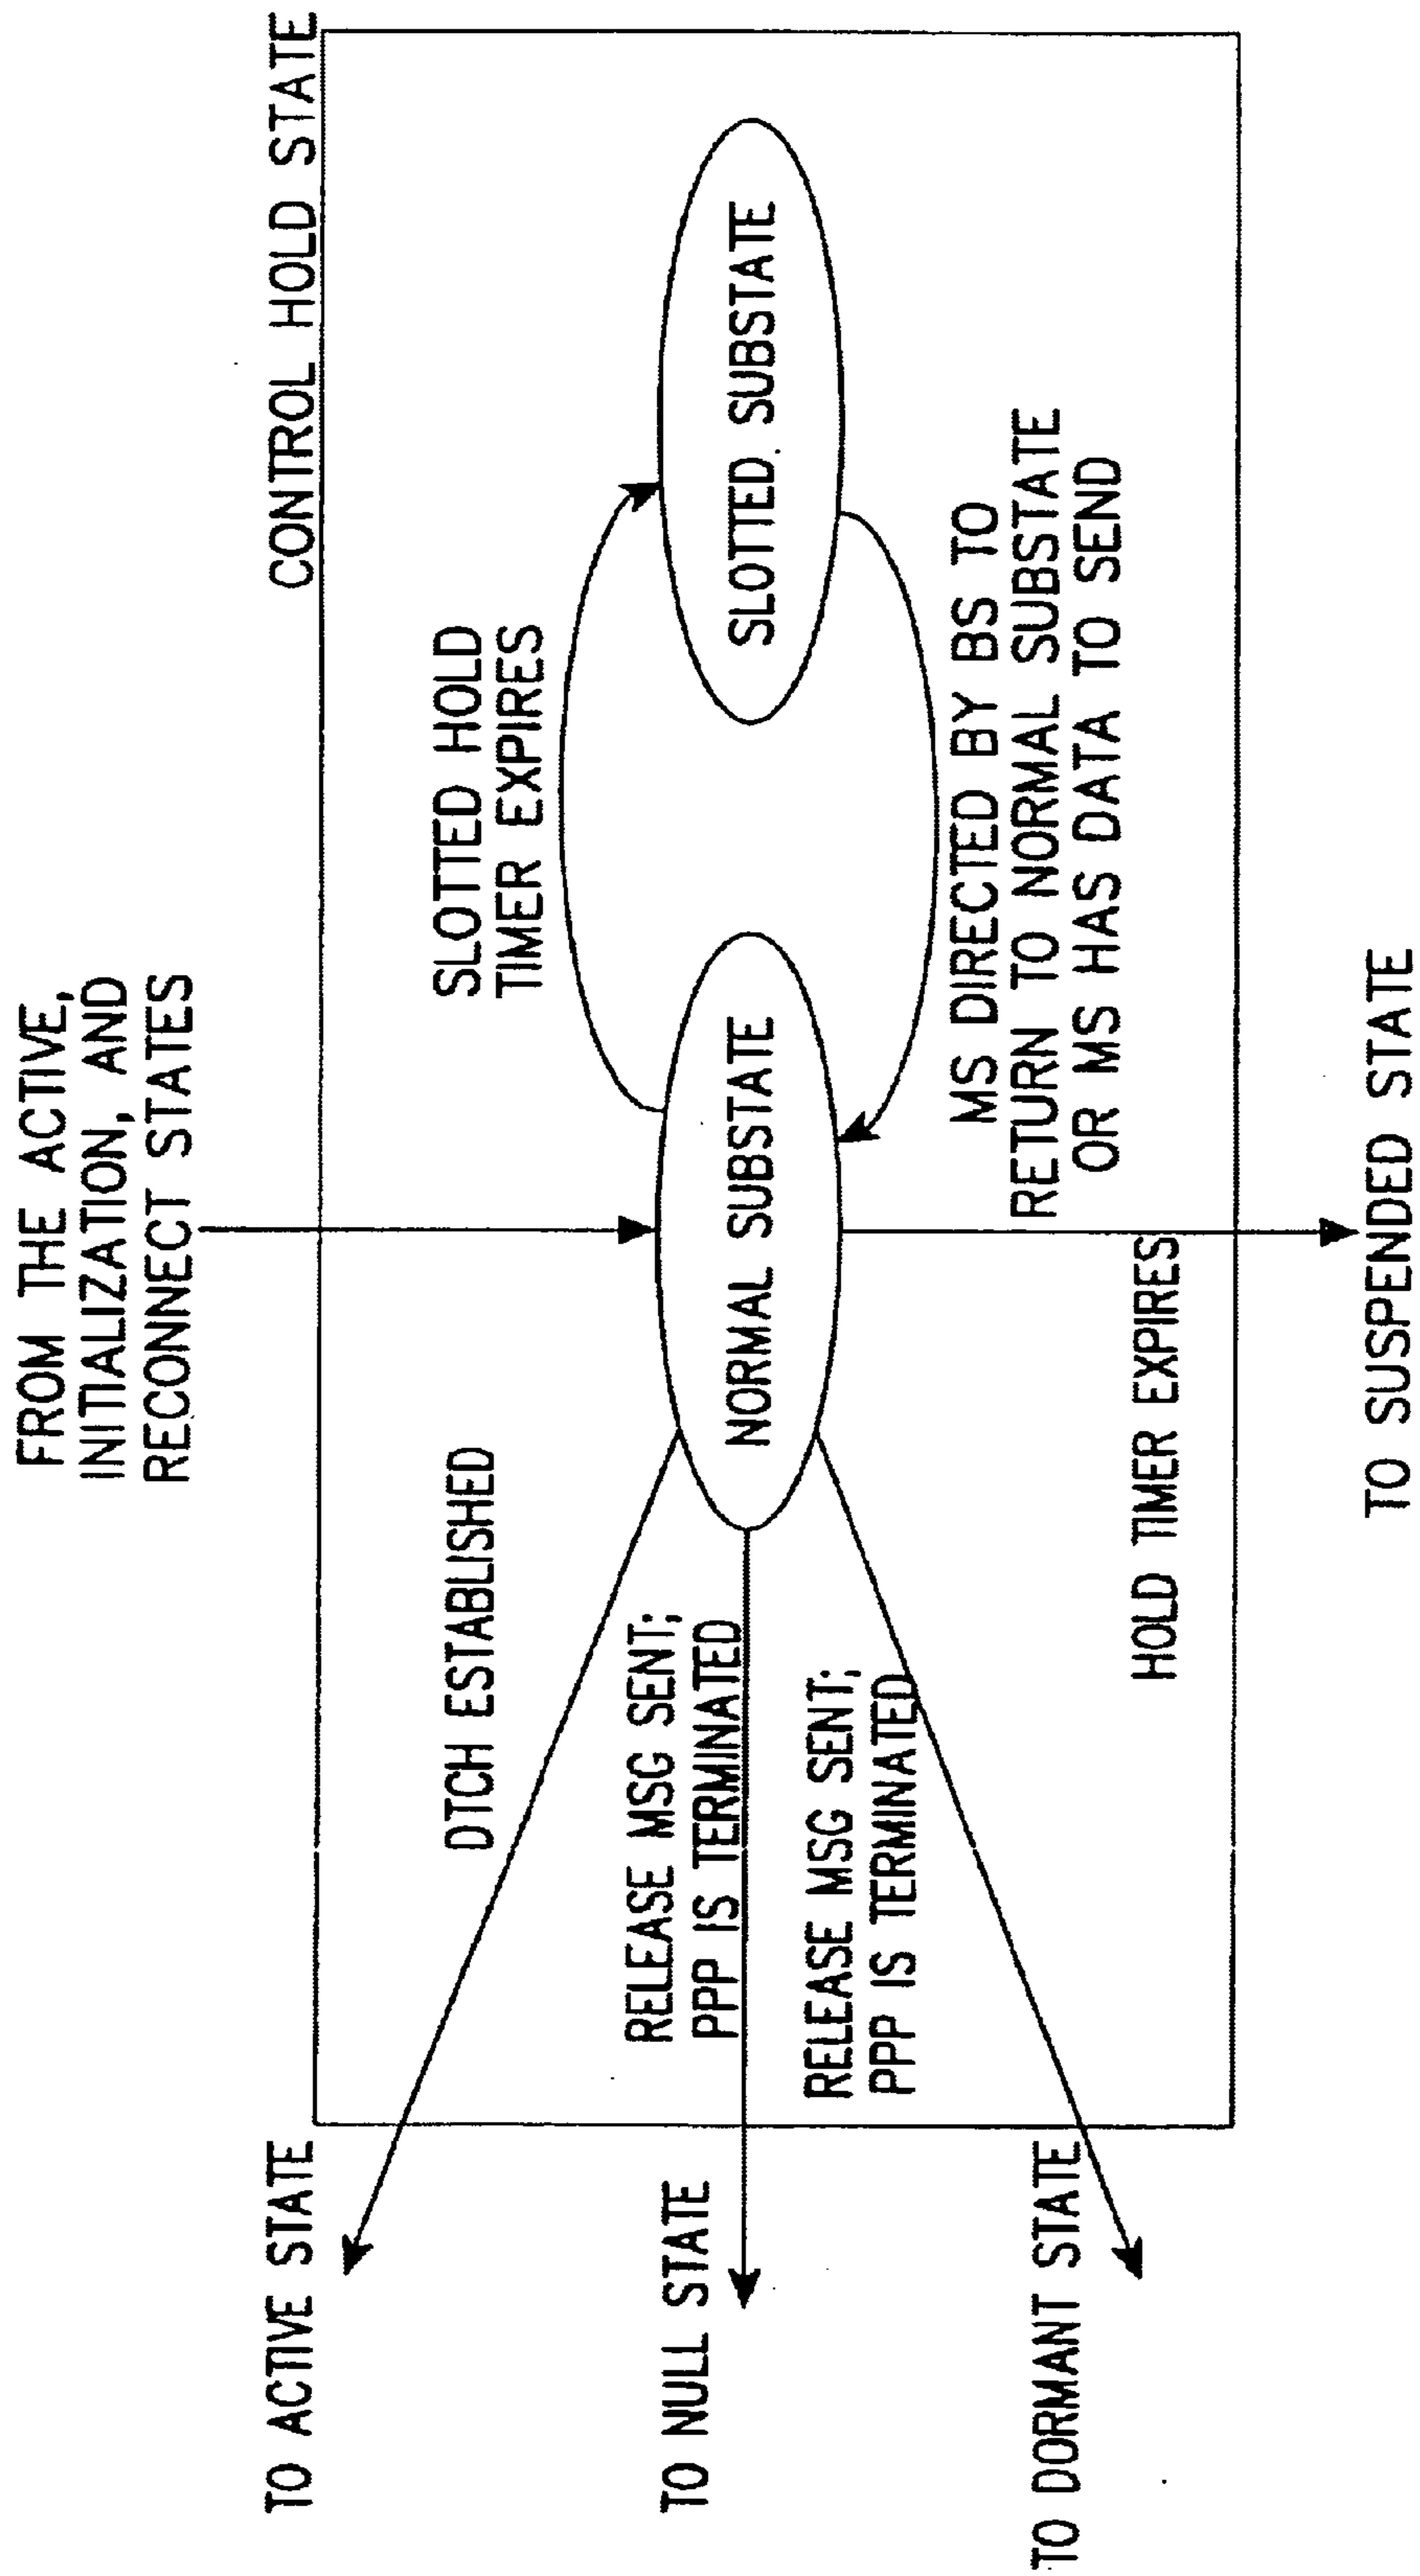 FROM THE ACTIVE,
INITIALIZATION, AND
RECONNECT STATES
CONTROL HOLD STATE
TO ACTIVE STATE
DTCH ESTABLISHED
SLOTTED HOLD
TIMER EXPIRES
RELEASE MSG SENT;
PPP IS TERMINATED
TO NULL STATE
NORMAL SUBSTATE
SLOTTED SUBSTATE
RELEASE MSG SENT;
PPP IS TERMINATED
MS DIRECTED BY BS TO
RETURN TO NORMAL SUBSTATE
OR MS HAS DATA TO SEND
TO DORMANT STATE
HOLD TIMER EXPIRES
TO SUSPENDED STATE